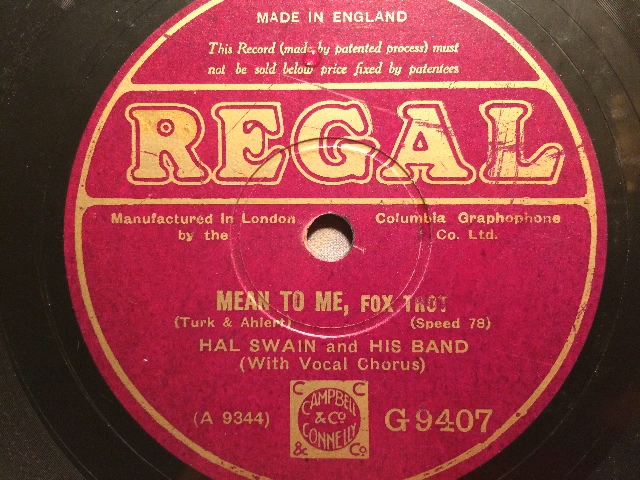 MADE IN ENGLAND
This Record (made by patented process) must
not be sold below price fixed by patentees
REGAL
Manufactured in London
by the
Columbia Graphophone
Co. Ltd.
MEAN TO ME, FOX TROT
(Turk & Ahlert) (Speed 78)
HAL SWAIN and HIS BAND
(With Vocal Chorus)
C C
CAMPBELL
& Co
CONNELLY
& Co
(A 9344)
G9407